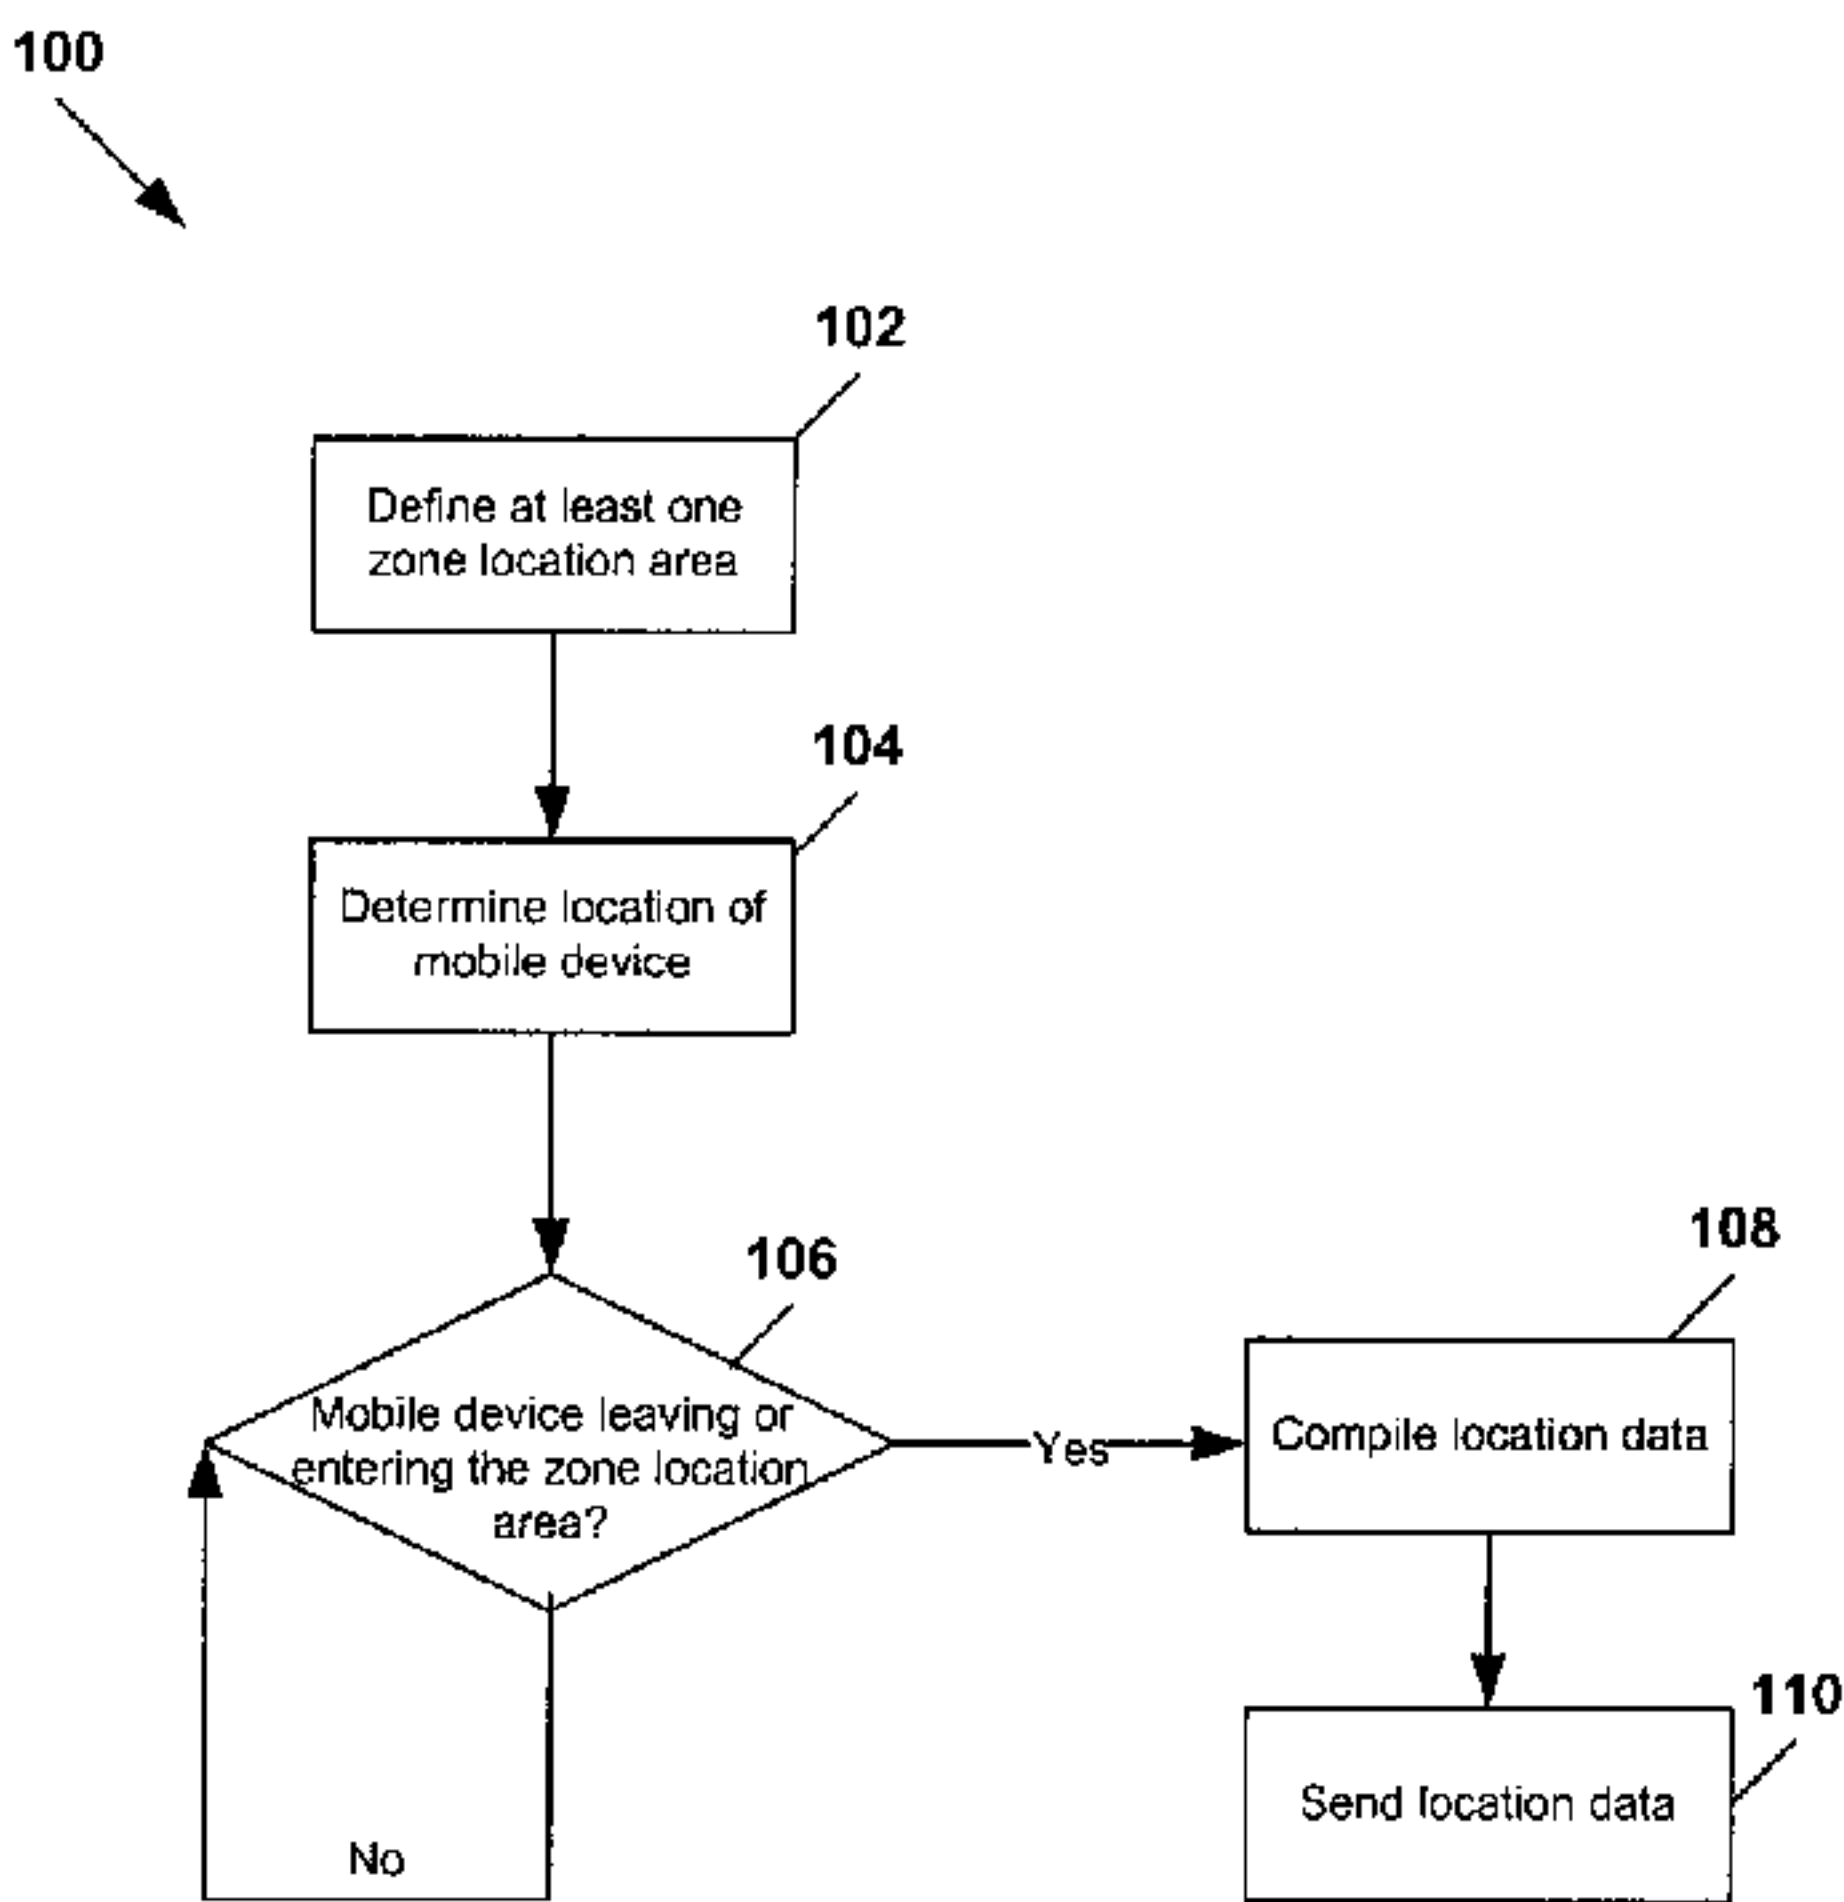 100
102
Define at least one
zone location area
104
Determine location of
mobile device
106
Mobile device leaving or
entering the zone location
area?
Yes
No
108
Compile location data
110
Send location data